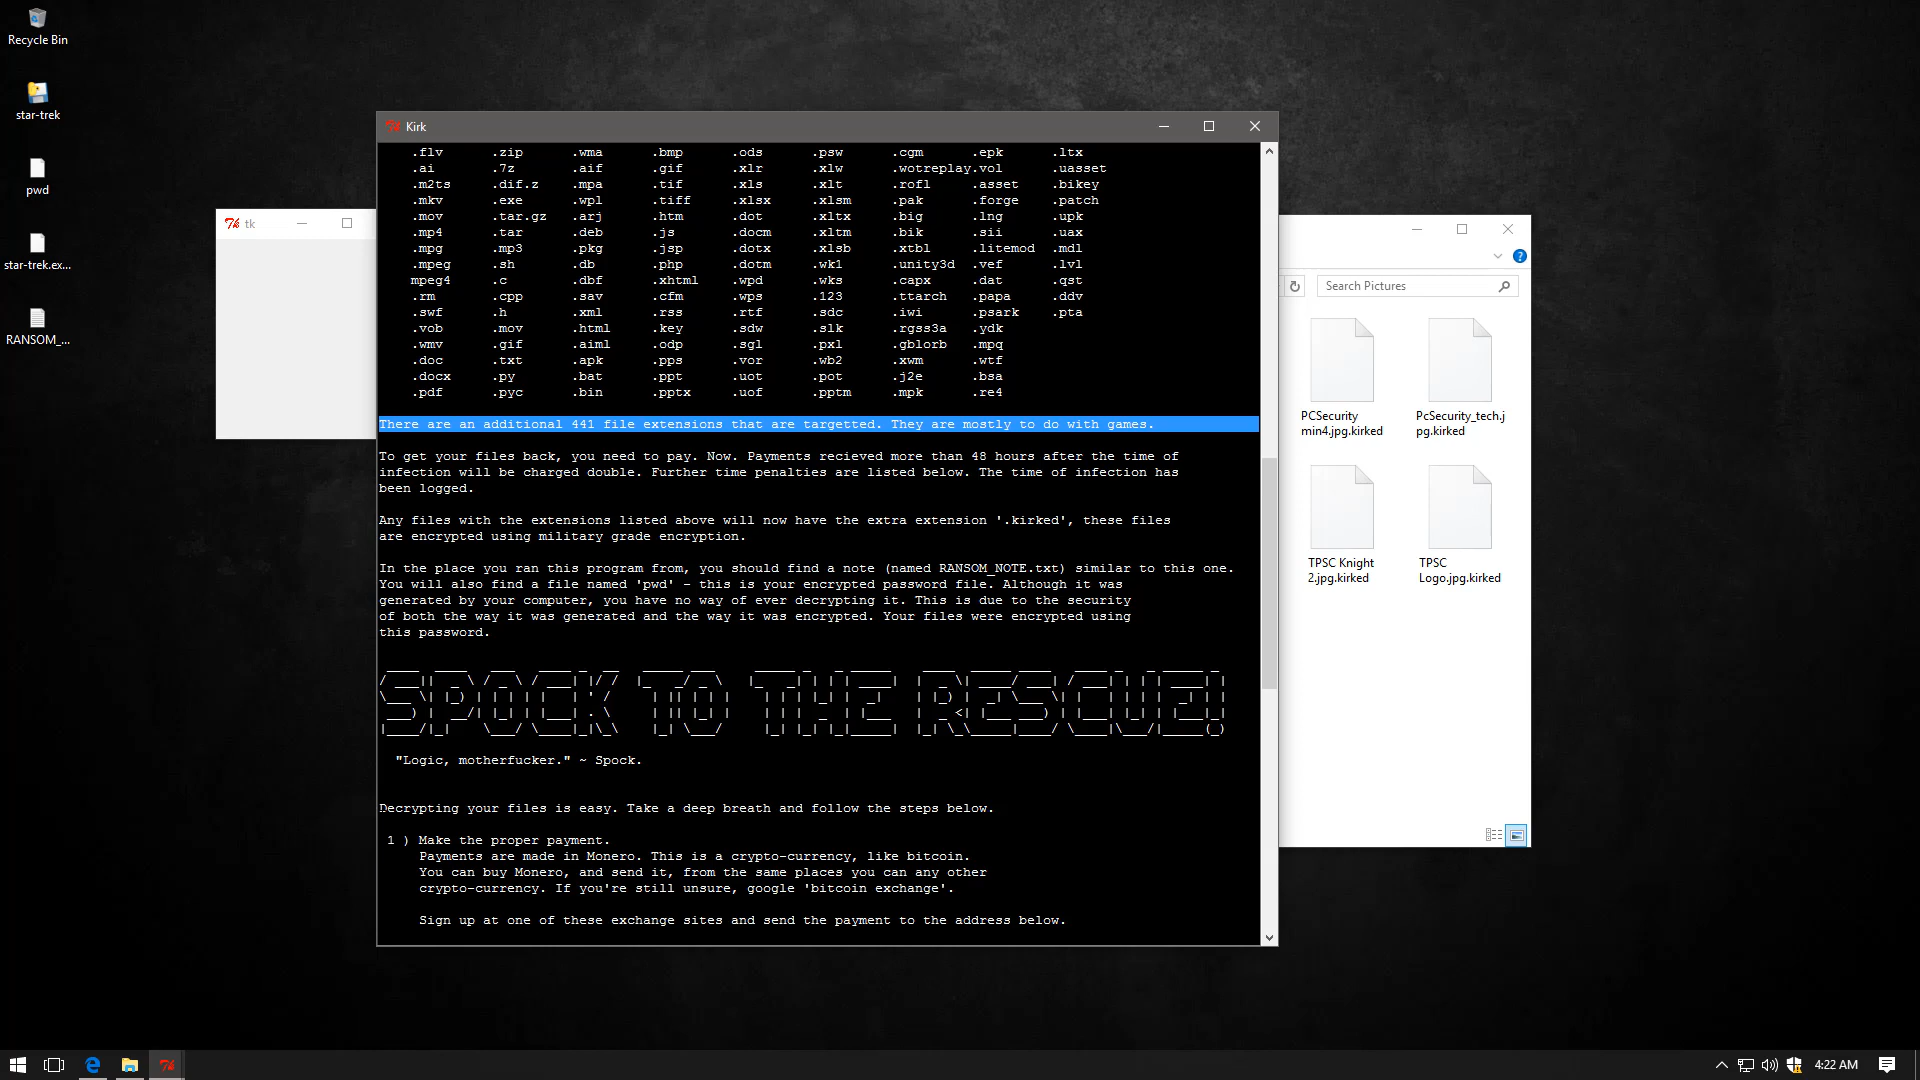 Recycle Bin
star-trek
pwd
star-trek.ex...
RANSOM_...
tk
Kirk
.flv .zip .wma .bmp .ods .psw .cgm .epk .ltx
.ai .7z .aif .gif .xlr .xlw .wotreplay.vol .uasset
.m2ts .dif.z .mpa .tif .xls .xlt .rofl .asset .bikey
.mkv .exe .wpl .tiff .xlsx .xlsm .pak .forge .patch
.mov .tar.gz .arj .htm .dot .xltx .big .lng .upk
.mp4 .tar .deb .js .docm .xltm .bik .sii .uax
.mpg .mp3 .pkg .jsp .dotx .xlsb .xtbl .litemod .mdl
.mpeg .sh .db .php .dotm .wk1 .unity3d .vef .lvl
mpeg4 .c .dbf .xhtml .wpd .wks .capx .dat .qst
.rm .cpp .sav .cfm .wps .123 .ttarch .papa .ddv
.swf .h .xml .rss .rtf .sdc .iwi .psark .pta
.vob .mov .html .key .sdw .slk .rgss3a .ydk
.wmv .gif .aiml .odp .sgl .pxl .gblorb .mpq
.doc .txt .apk .pps .vor .wb2 .xwm .wtf
.docx .py .bat .ppt .uot .pot .j2e .bsa
.pdf .pyc .bin .pptx .uof .pptm .mpk .re4
There are an additional 441 file extensions that are targetted. They are mostly to do with games.
To get your files back, you need to pay. Now. Payments recieved more than 48 hours after the time of
infection will be charged double. Further time penalties are listed below. The time of infection has
been logged.
Any files with the extensions listed above will now have the extra extension '.kirked', these files
are encrypted using military grade encryption.
In the place you ran this program from, you should find a note (named RANSOM_NOTE.txt) similar to this one.
You will also find a file named 'pwd' - this is your encrypted password file. Although it was
generated by your computer, you have no way of ever decrypting it. This is due to the security
of both the way it was generated and the way it was encrypted. Your files were encrypted using
this password.
SPOCK TO THE RESCUE!
"Logic, motherfucker." ~ Spock.
Decrypting your files is easy. Take a deep breath and follow the steps below.
1 ) Make the proper payment.
Payments are made in Monero. This is a crypto-currency, like bitcoin.
You can buy Monero, and send it, from the same places you can any other
crypto-currency. If you're still unsure, google 'bitcoin exchange'.
Sign up at one of these exchange sites and send the payment to the address below.
Search Pictures
PCSecurity
min4.jpg.kirked
PcSecurity_tech.j
pg.kirked
TPSC Knight
2.jpg.kirked
TPSC
Logo.jpg.kirked
4:22 AM